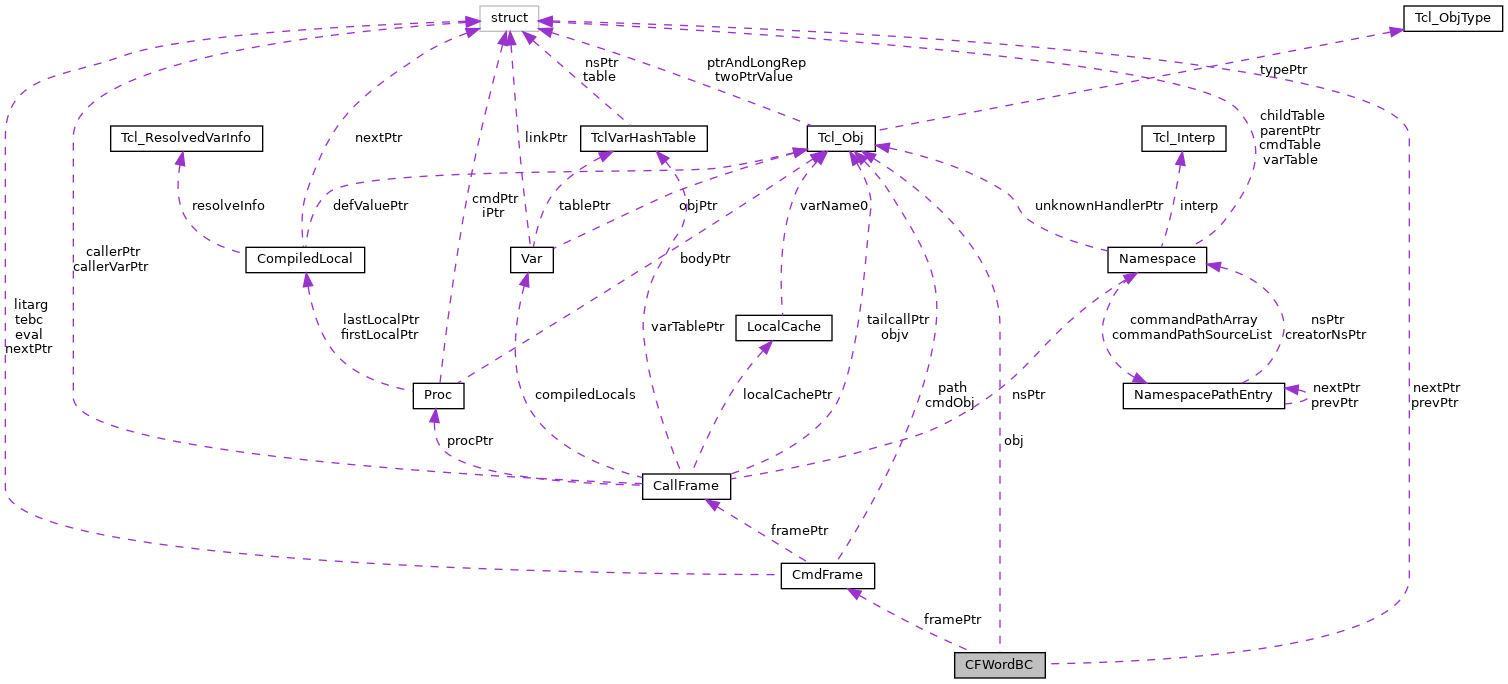 struct
Tcl_ObjType
nsPtr
table
ptrAndLongRep
twoPtrValue
typePtr
Tcl_ResolvedVarInfo
nextPtr
linkPtr
TclVarHashTable
Tcl_Obj
Tcl_Interp
childTable
parentPtr
cmdTable
varTable
resolveInfo
defValuePtr
cmdPtr
iPtr
tablePtr
objPtr
varName0
unknownHandlerPtr
interp
callerPtr
callerVarPtr
CompiledLocal
Var
bodyPtr
Namespace
litarg
tebc
eval
nextPtr
lastLocalPtr
firstLocalPtr
varTablePtr
LocalCache
tailcallPtr
objv
commandPathArray
commandPathSourceList
nsPtr
creatorNsPtr
Proc
compiledLocals
localCachePtr
path
cmdObj
nsPtr
NamespacePathEntry
nextPtr
prevPtr
nextPtr
prevPtr
procPtr
obj
CallFrame
framePtr
CmdFrame
framePtr
CFWordBC